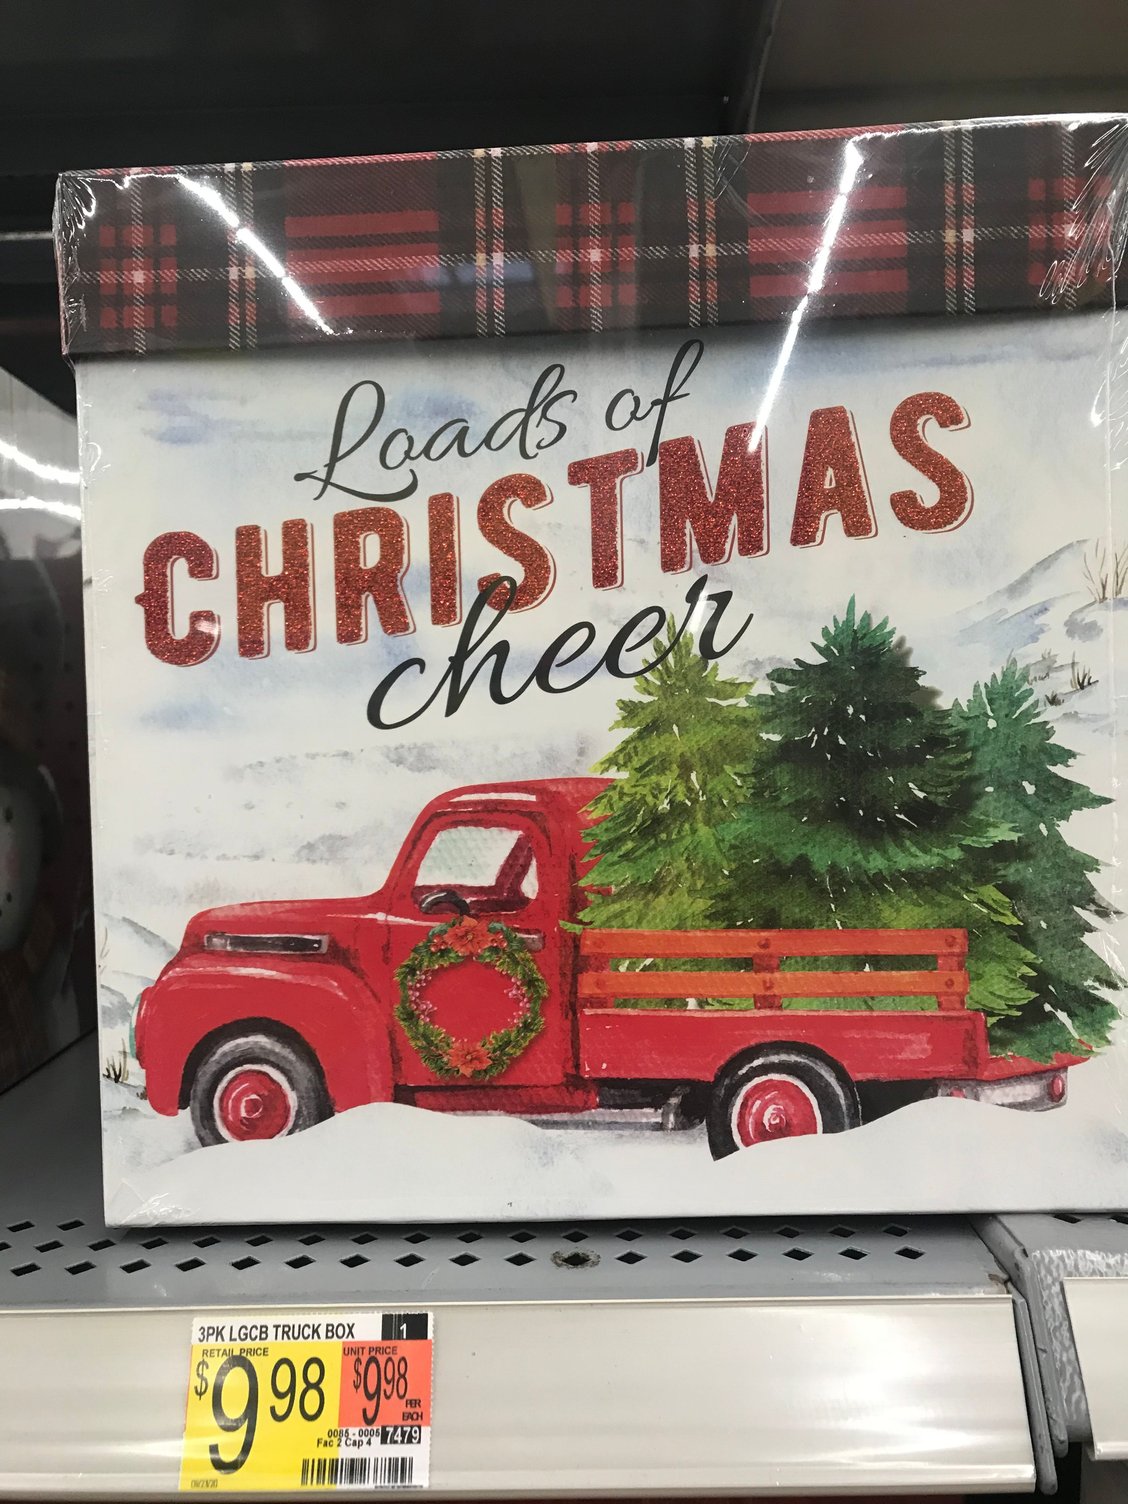 Loads of
CHRISTMAS
cheer
3PK LGCB TRUCK BOX 1
RETAIL PRICE UNIT PRICE
$9.98 $9.98
PER
EACH
0085 - 0005 7479
Fac 2 Cap 4